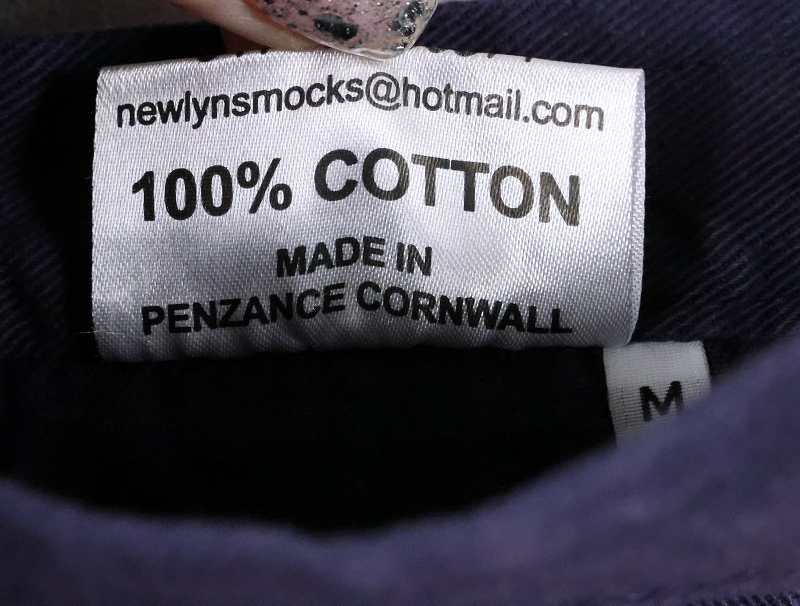 newlynsmocks@hotmail.com
100% COTTON
MADE IN
PENZANCE CORNWALL
M